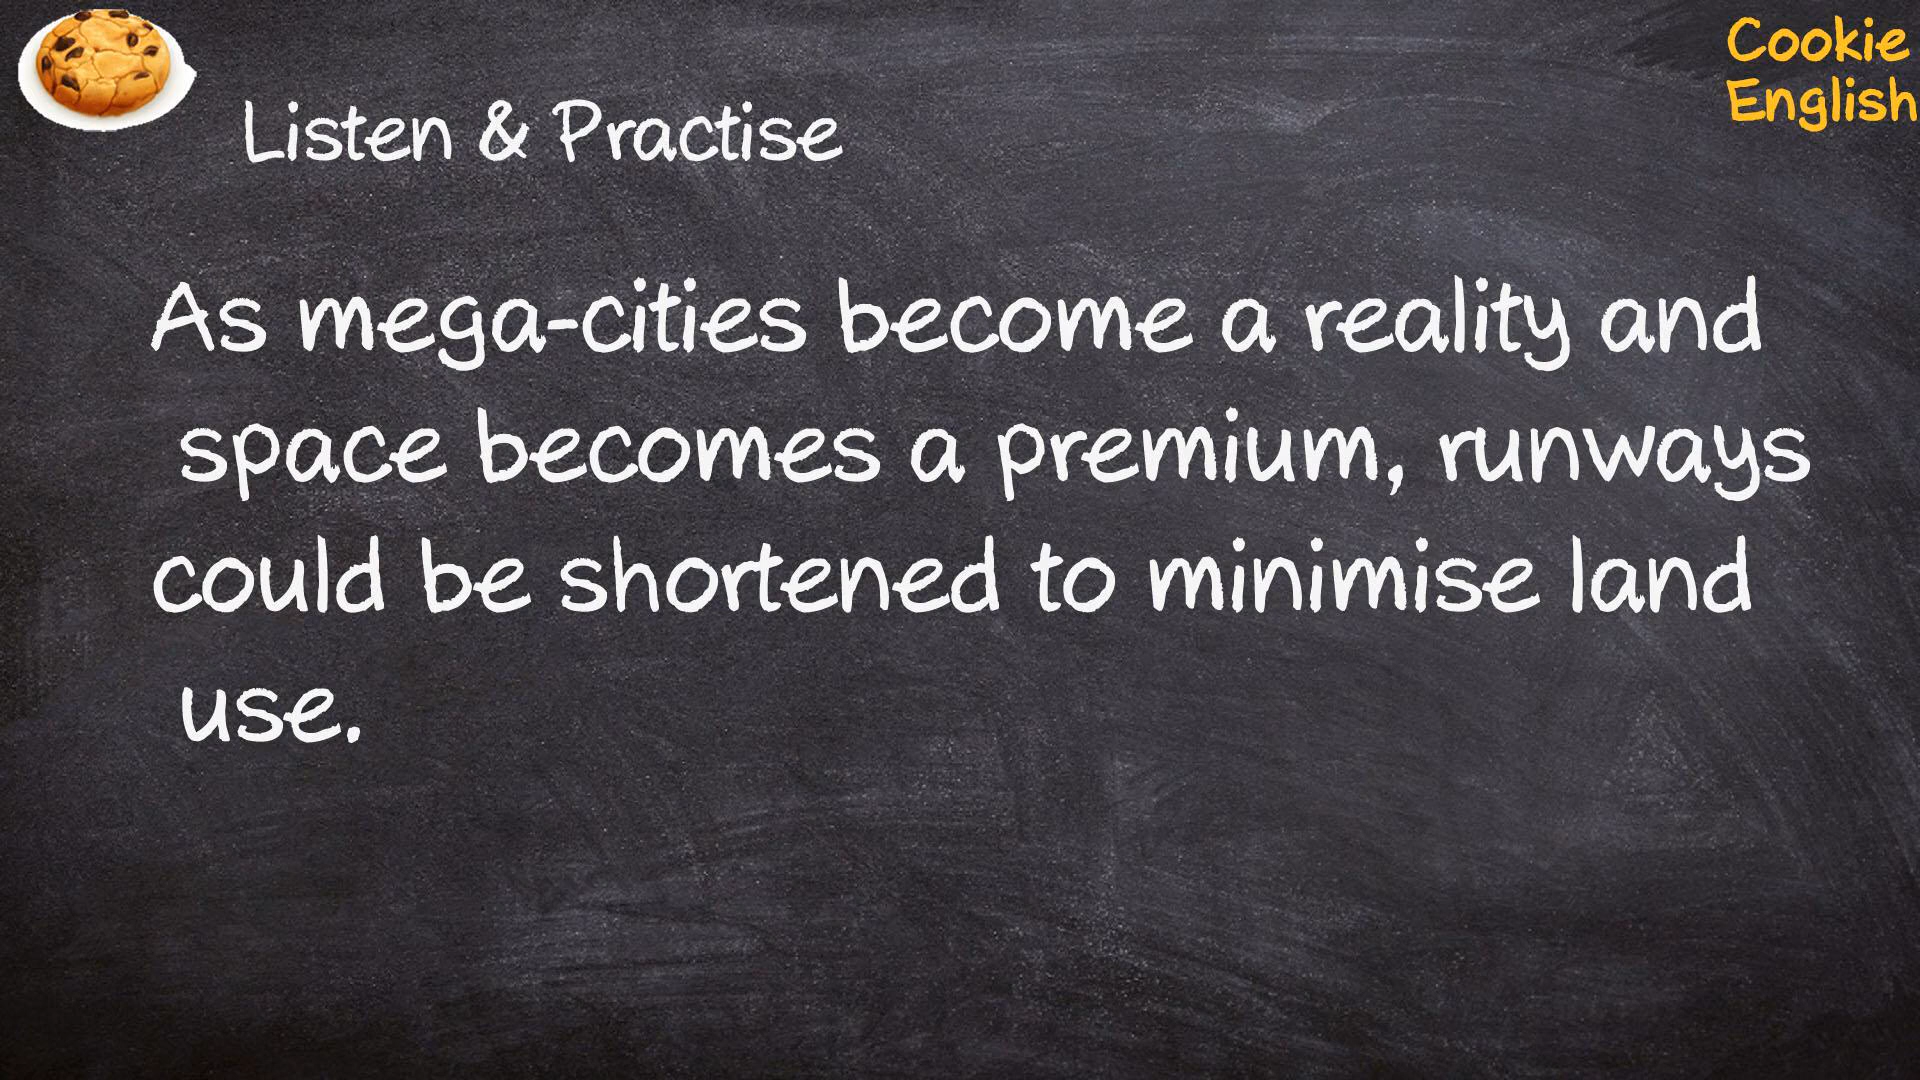 Cookie
English
Listen & Practise
As mega-cities become a reality and
space becomes a premium, runways
could be shortened to minimise land
use.